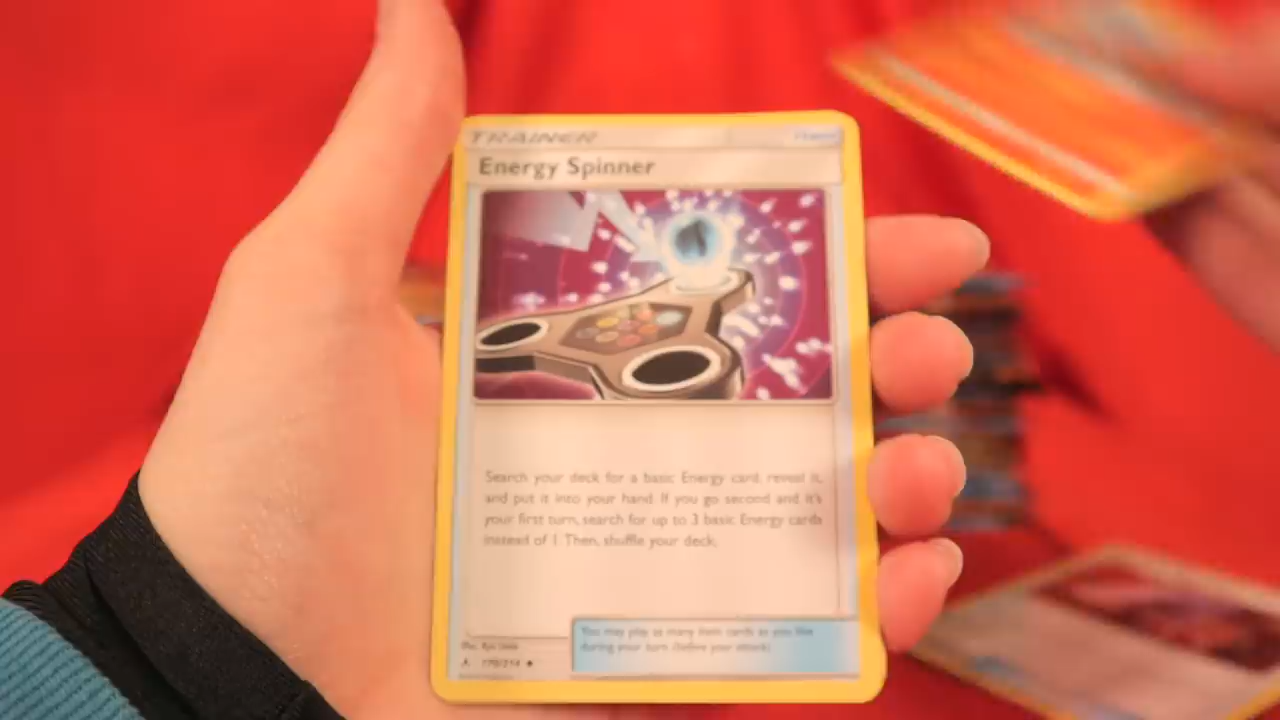 TRAINER
Energy Spinner
Search your deck for a basic Energy card, reveal it,
and put it into your hand. If you go second and it's
your first turn, search for up to 3 basic Energy cards
instead of 1. Then, shuffle your deck.
You may play as many Item cards as you like
during your turn (before your attack).
170/214